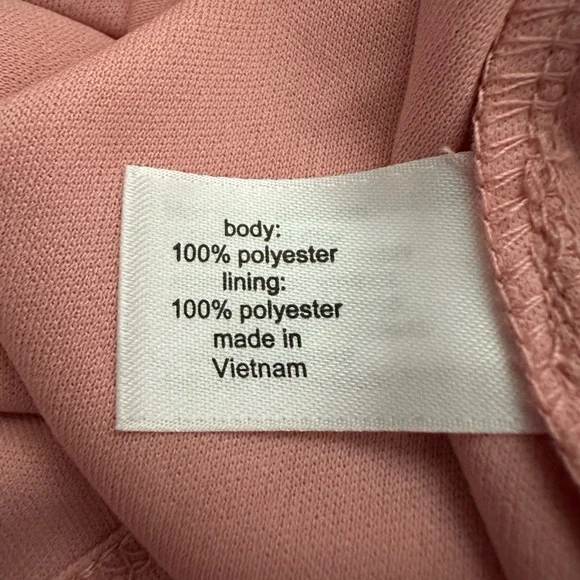 body:
100% polyester
lining:
100% polyester
made in
Vietnam